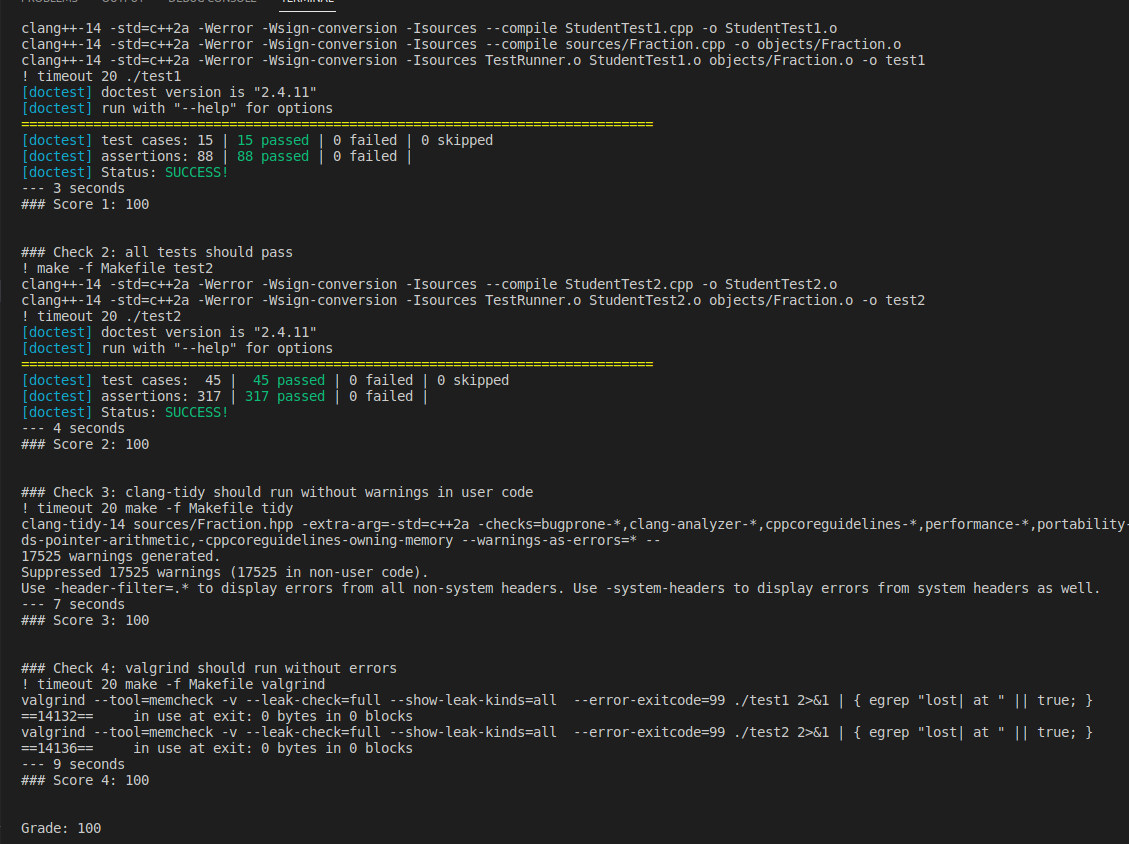 PROBLEMS OUTPUT DEBUG CONSOLE TERMINAL
clang++-14 -std=c++2a -Werror -Wsign-conversion -Isources --compile StudentTest1.cpp -o StudentTest1.o
clang++-14 -std=c++2a -Werror -Wsign-conversion -Isources --compile sources/Fraction.cpp -o objects/Fraction.o
clang++-14 -std=c++2a -Werror -Wsign-conversion -Isources TestRunner.o StudentTest1.o objects/Fraction.o -o test1
! timeout 20 ./test1
[doctest] doctest version is "2.4.11"
[doctest] run with "--help" for options
===============================================================================
[doctest] test cases: 15 | 15 passed | 0 failed | 0 skipped
[doctest] assertions: 88 | 88 passed | 0 failed |
[doctest] Status: SUCCESS!
--- 3 seconds
### Score 1: 100
### Check 2: all tests should pass
! make -f Makefile test2
clang++-14 -std=c++2a -Werror -Wsign-conversion -Isources --compile StudentTest2.cpp -o StudentTest2.o
clang++-14 -std=c++2a -Werror -Wsign-conversion -Isources TestRunner.o StudentTest2.o objects/Fraction.o -o test2
! timeout 20 ./test2
[doctest] doctest version is "2.4.11"
[doctest] run with "--help" for options
===============================================================================
[doctest] test cases:  45 |  45 passed | 0 failed | 0 skipped
[doctest] assertions: 317 | 317 passed | 0 failed |
[doctest] Status: SUCCESS!
--- 4 seconds
### Score 2: 100
### Check 3: clang-tidy should run without warnings in user code
! timeout 20 make -f Makefile tidy
clang-tidy-14 sources/Fraction.hpp -extra-arg=-std=c++2a -checks=bugprone-*,clang-analyzer-*,cppcoreguidelines-*,performance-*,portability-
ds-pointer-arithmetic,-cppcoreguidelines-owning-memory --warnings-as-errors=* --
17525 warnings generated.
Suppressed 17525 warnings (17525 in non-user code).
Use -header-filter=.* to display errors from all non-system headers. Use -system-headers to display errors from system headers as well.
--- 7 seconds
### Score 3: 100
### Check 4: valgrind should run without errors
! timeout 20 make -f Makefile valgrind
valgrind --tool=memcheck -v --leak-check=full --show-leak-kinds=all  --error-exitcode=99 ./test1 2>&1 | { egrep "lost| at " || true; }
==14132==     in use at exit: 0 bytes in 0 blocks
valgrind --tool=memcheck -v --leak-check=full --show-leak-kinds=all  --error-exitcode=99 ./test2 2>&1 | { egrep "lost| at " || true; }
==14136==     in use at exit: 0 bytes in 0 blocks
--- 9 seconds
### Score 4: 100
Grade: 100